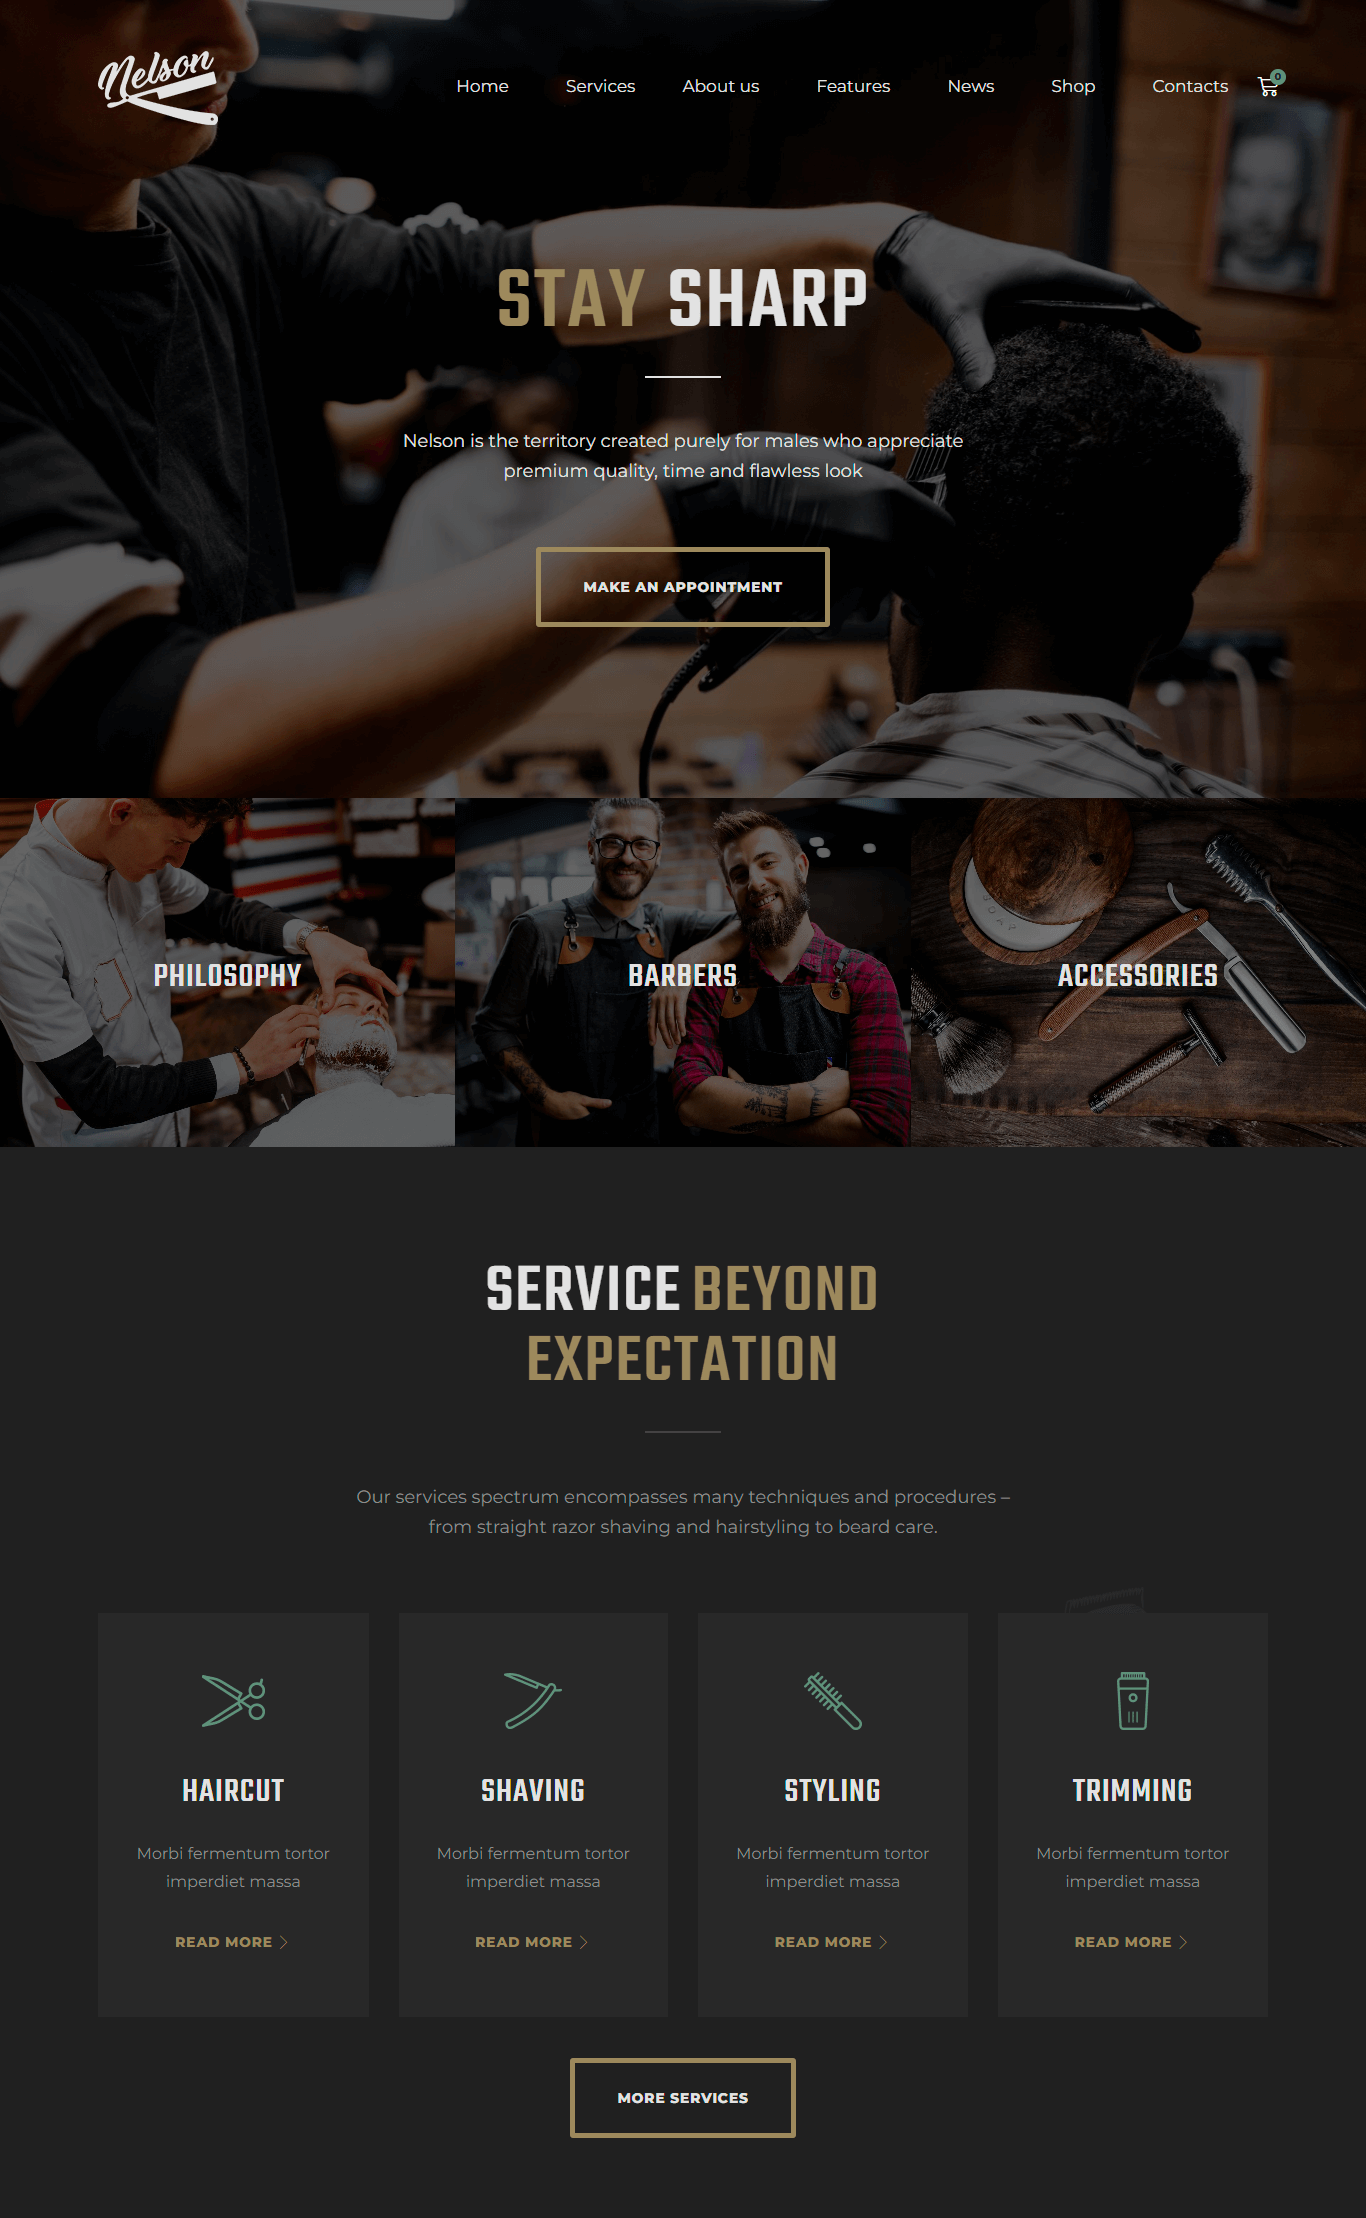 Nelson
Home Services About us Features News Shop Contacts 0
STAY SHARP
Nelson is the territory created purely for males who appreciate
premium quality, time and flawless look
MAKE AN APPOINTMENT
PHILOSOPHY
BARBERS
ACCESSORIES
SERVICE BEYOND
EXPECTATION
Our services spectrum encompasses many techniques and procedures –
from straight razor shaving and hairstyling to beard care.
HAIRCUT
Morbi fermentum tortor
imperdiet massa
READ MORE
SHAVING
Morbi fermentum tortor
imperdiet massa
READ MORE
STYLING
Morbi fermentum tortor
imperdiet massa
READ MORE
TRIMMING
Morbi fermentum tortor
imperdiet massa
READ MORE
MORE SERVICES